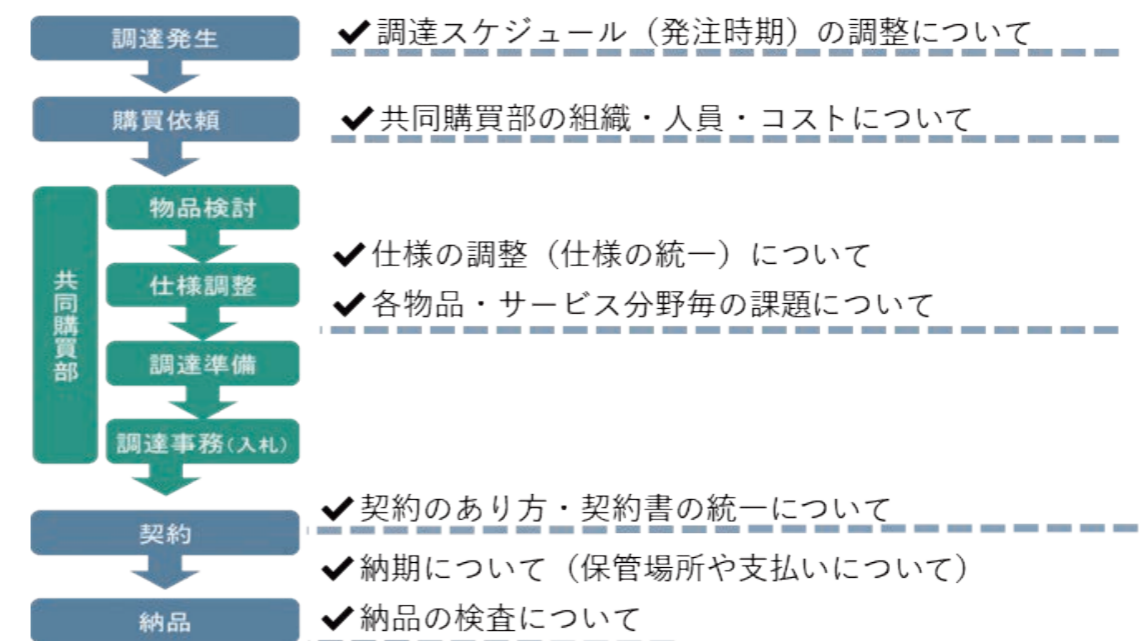 調達発生
✔調達スケジュール（発注時期）の調整について
購買依頼
✔共同購買部の組織・人員・コストについて
共同購買部
物品検討
仕様調整
✔仕様の調整（仕様の統一）について
✔各物品・サービス分野毎の課題について
調達準備
調達事務(入札)
契約
✔契約のあり方・契約書の統一について
✔納期について（保管場所や支払いについて）
納品
✔納品の検査について